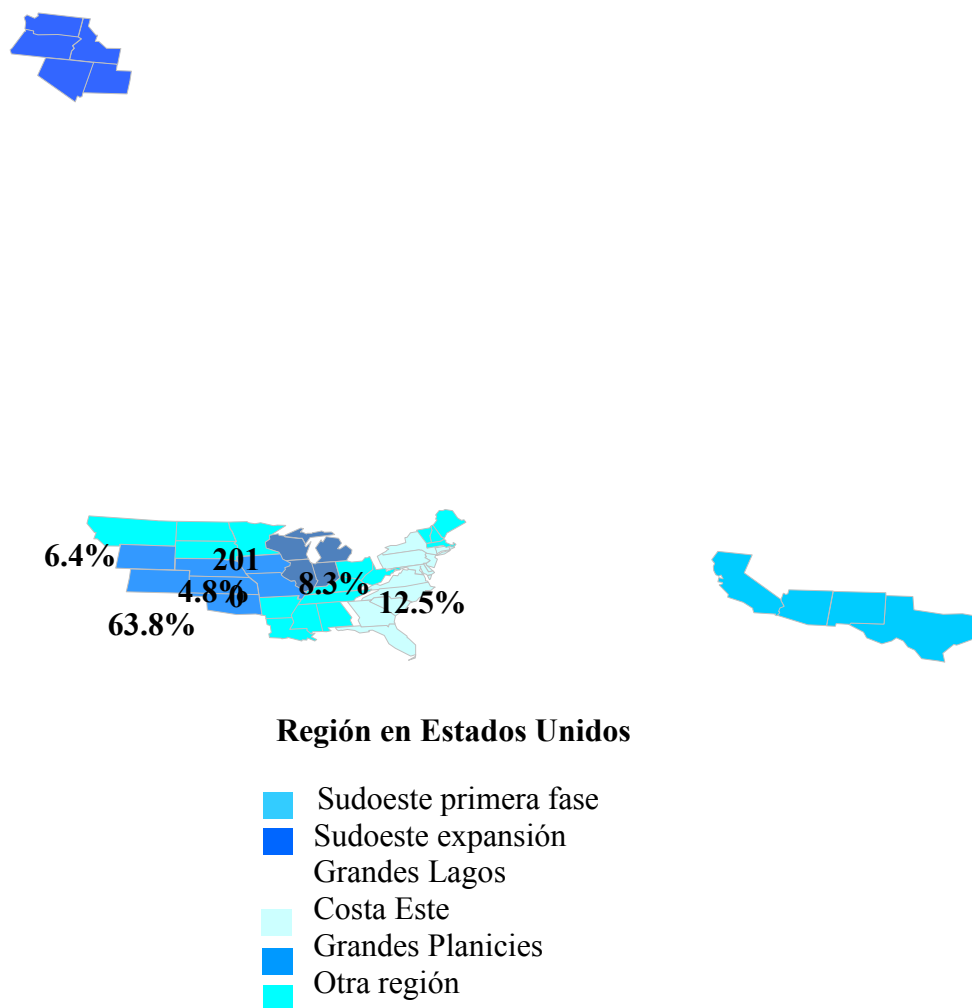 6.4%
201
0
4.8%
8.3%
12.5%
63.8%
Región en Estados Unidos
Sudoeste primera fase
Sudoeste expansión
Grandes Lagos
Costa Este
Grandes Planicies
Otra región